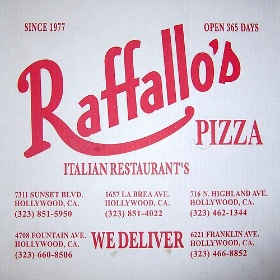 SINCE 1977 OPEN 365 DAYS
Raffallo's
PIZZA
ITALIAN RESTAURANT'S
7311 SUNSET BLVD. 1657 LA BREA AVE. 716 N. HIGHLAND AVE.
HOLLYWOOD, CA. HOLLYWOOD, CA. HOLLYWOOD, CA.
(323) 851-5950 (323) 851-4022 (323) 462-1344
4708 FOUNTAIN AVE. WE DELIVER 6221 FRANKLIN AVE.
HOLLYWOOD, CA. HOLLYWOOD, CA.
(323) 660-8506 (323) 466-8852